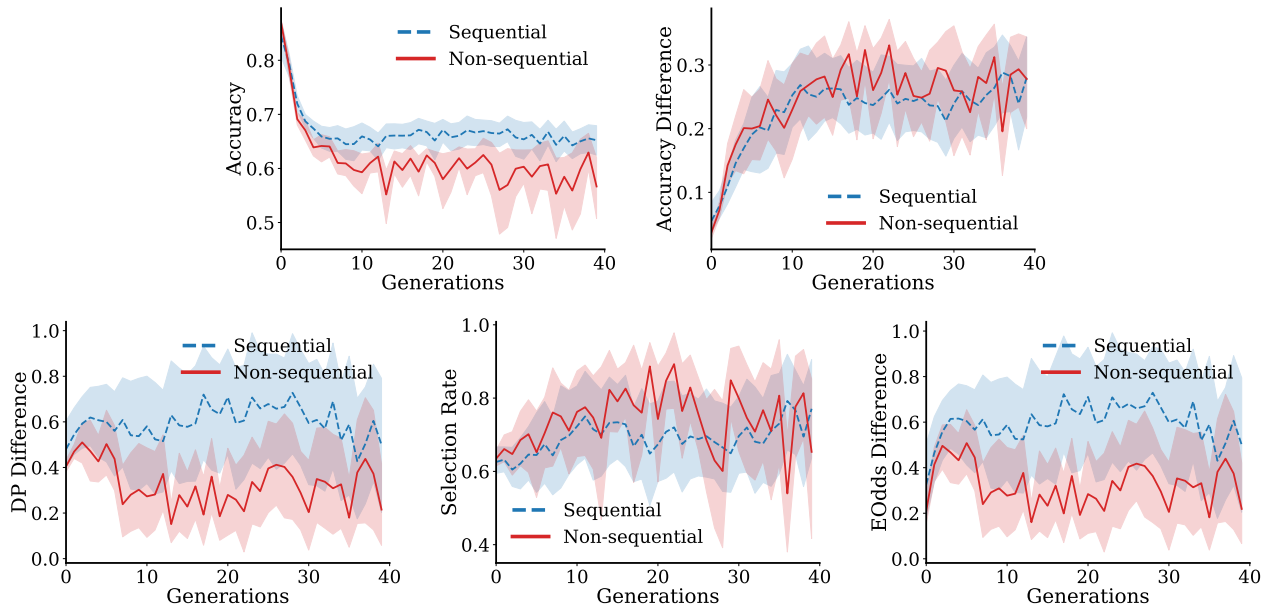 Accuracy
0.8
0.7
0.6
0.5
0
10
20
30
40
Generations
Sequential
Non-sequential
Accuracy Difference
0.3
0.2
0.1
0
10
20
30
40
Generations
Sequential
Non-sequential
DP Difference
1.0
0.8
0.6
0.4
0.2
0.0
0
10
20
30
40
Generations
Sequential
Non-sequential
Selection Rate
1.0
0.8
0.6
0.4
0
10
20
30
40
Generations
Sequential
Non-sequential
EOdds Difference
1.0
0.8
0.6
0.4
0.2
0.0
0
10
20
30
40
Generations
Sequential
Non-sequential